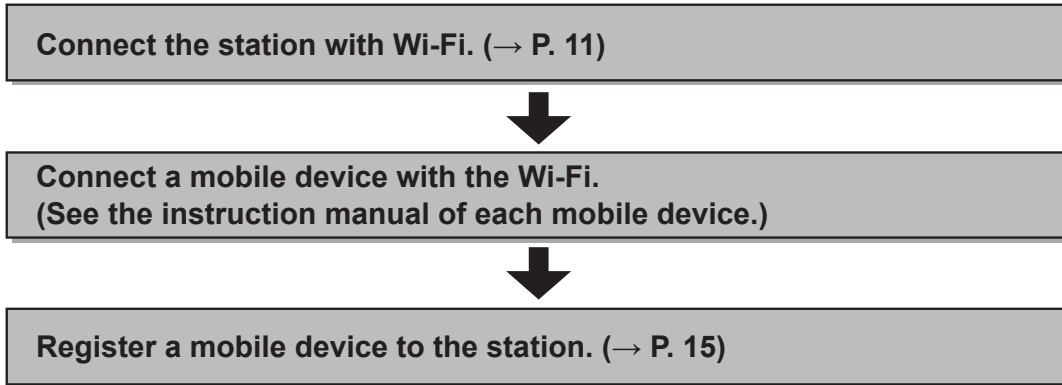 Connect the station with Wi-Fi. (→ P. 11)
Connect a mobile device with the Wi-Fi.
(See the instruction manual of each mobile device.)
Register a mobile device to the station. (→ P. 15)